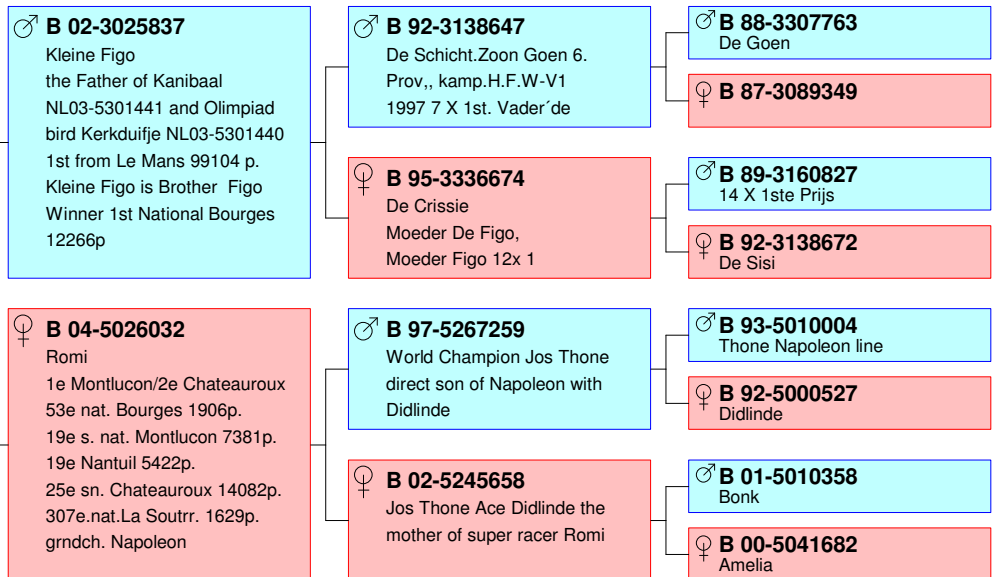 B 02-3025837
Kleine Figo
the Father of Kanibaal
NL03-5301441 and Olimpiad
bird Kerkduifje NL03-5301440
1st from Le Mans 99104 p.
Kleine Figo is Brother Figo
Winner 1st National Bourges
12266p
B 04-5026032
Romi
1e Montlucon/2e Chateauroux
53e nat. Bourges 1906p.
19e s. nat. Montlucon 7381p.
19e Nantuil 5422p.
25e sn. Chateauroux 14082p.
307e.nat.La Soutrr. 1629p.
grndch. Napoleon
B 92-3138647
De Schicht.Zoon Goen 6.
Prov,, kamp.H.F.W-V1
1997 7 X 1st. Vader´de
B 95-3336674
De Crissie
Moeder De Figo,
Moeder Figo 12x 1
B 97-5267259
World Champion Jos Thone
direct son of Napoleon with
Didlinde
B 02-5245658
Jos Thone Ace Didlinde the
mother of super racer Romi
B 88-3307763
De Goen
B 87-3089349
B 89-3160827
14 X 1ste Prijs
B 92-3138672
De Sisi
B 93-5010004
Thone Napoleon line
B 92-5000527
Didlinde
B 01-5010358
Bonk
B 00-5041682
Amelia